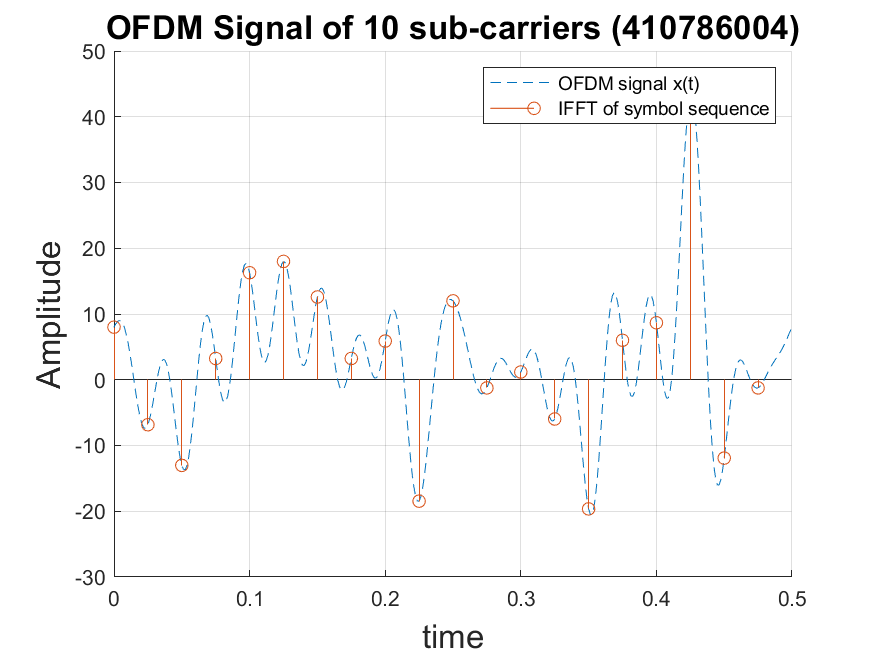 OFDM Signal of 10 sub-carriers (410786004)
50
40
30
20
10
0
-10
-20
-30
Amplitude
OFDM signal x(t)
IFFT of symbol sequence
0 0.1 0.2 0.3 0.4 0.5
time